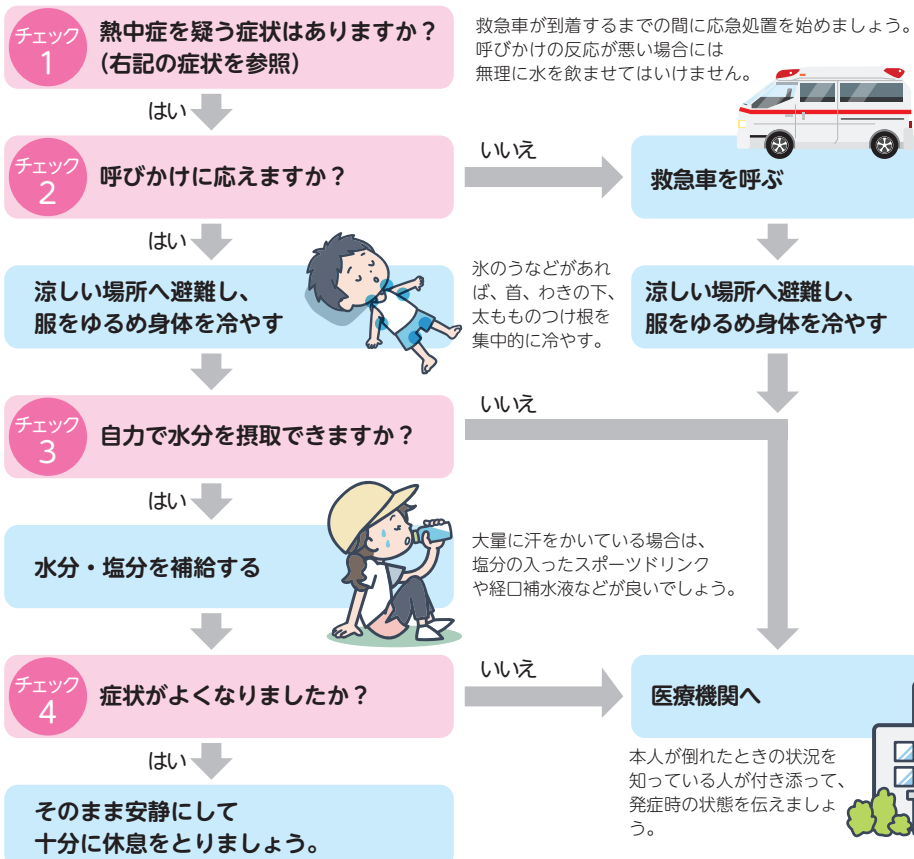 チェック
1
熱中症を疑う症状はありますか？
(右記の症状を参照)
救急車が到着するまでの間に応急処置を始めましょう。
呼びかけの反応が悪い場合には
無理に水を飲ませてはいけません。
はい
チェック
2
呼びかけに応えますか？
いいえ
救急車を呼ぶ
はい
涼しい場所へ避難し、
服をゆるめ身体を冷やす
氷のうなどがあれ
ば、首、わきの下、
太もものつけ根を
集中的に冷やす。
涼しい場所へ避難し、
服をゆるめ身体を冷やす
チェック
3
自力で水分を摂取できますか？
いいえ
はい
水分・塩分を補給する
大量に汗をかいている場合は、
塩分の入ったスポーツドリンク
や経口補水液などが良いでしょう。
チェック
4
症状がよくなりましたか？
いいえ
医療機関へ
はい
本人が倒れたときの状況を
知っている人が付き添って、
発症時の状態を伝えましょ
う。
そのまま安静にして
十分に休息をとりましょう。